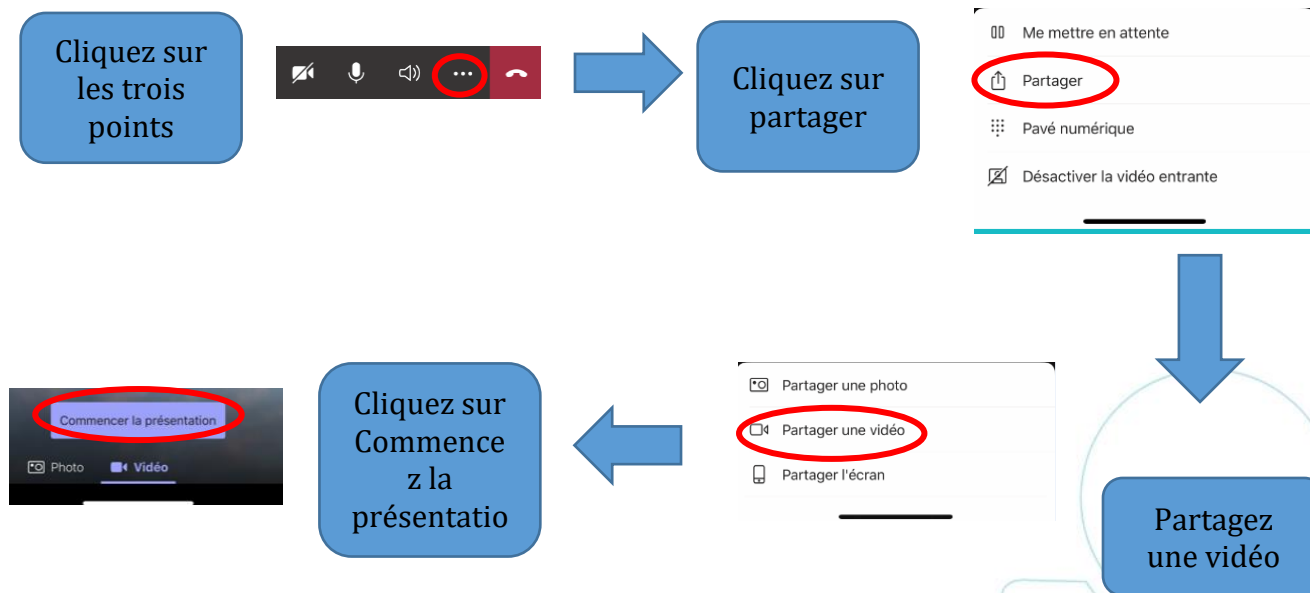 Cliquez sur
les trois
points
Cliquez sur
partager
Me mettre en attente
Partager
Pavé numérique
Désactiver la vidéo entrante
Partagez
une vidéo
Partager une photo
Partager une vidéo
Partager l'écran
Cliquez sur
Commence
z la
présentatio
Commencer la présentation
Photo
Vidéo